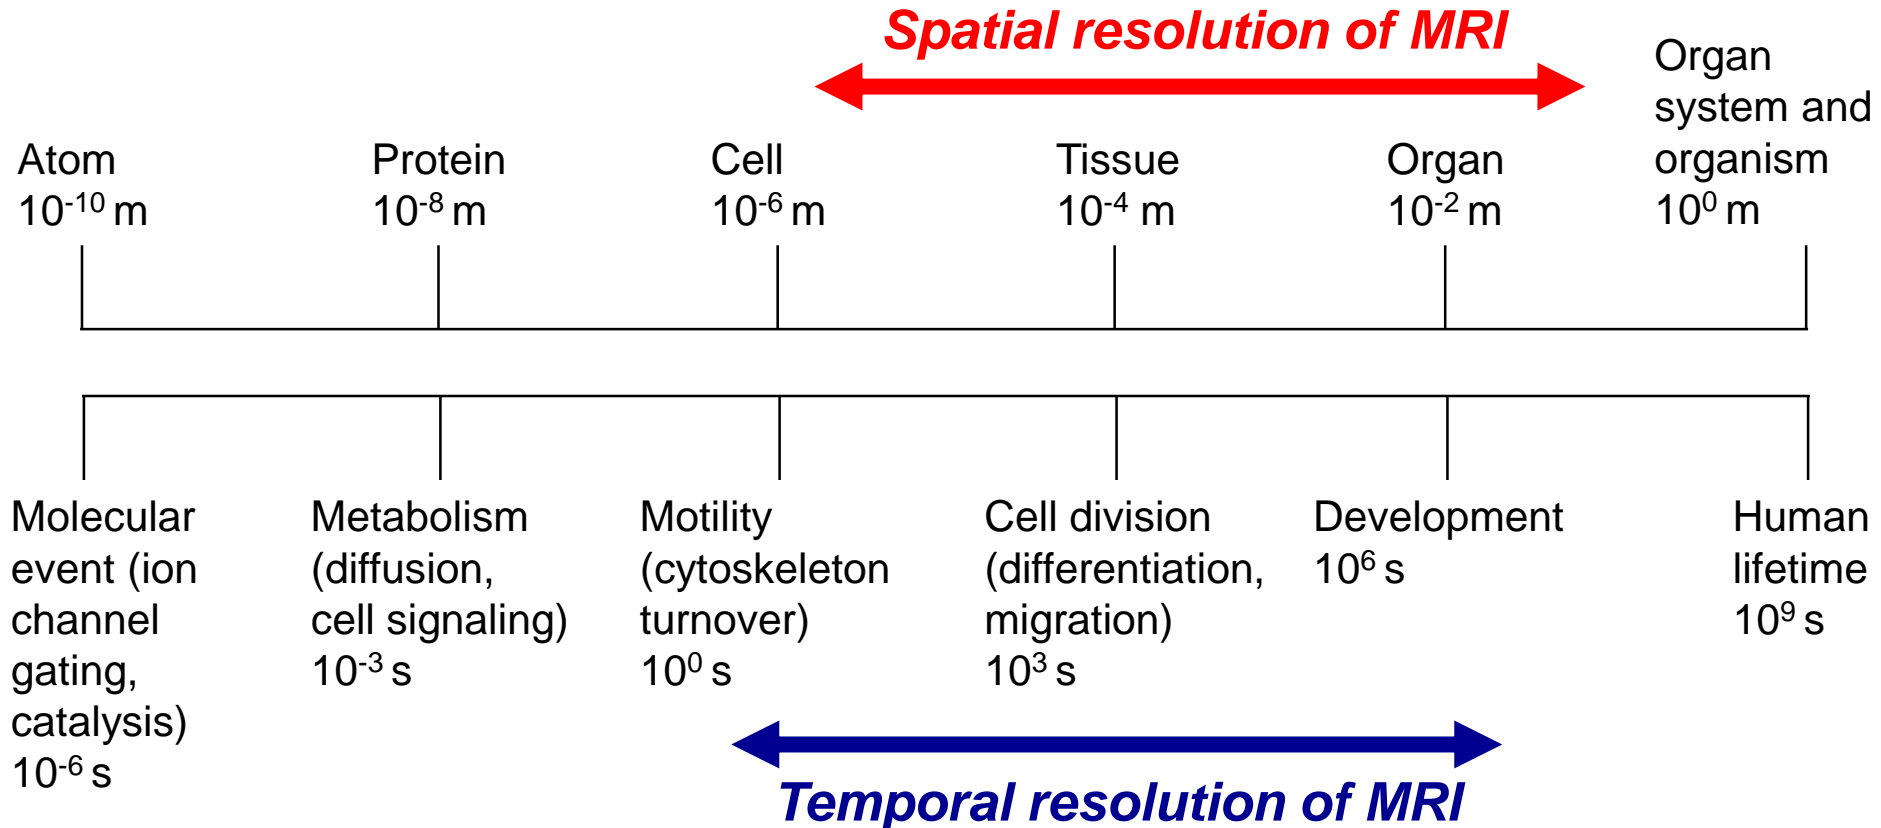 Spatial resolution of MRI
Atom
10⁻¹⁰ m
Protein
10⁻⁸ m
Cell
10⁻⁶ m
Tissue
10⁻⁴ m
Organ
10⁻² m
Organ
system and
organism
10⁰ m
Molecular
event (ion
channel
gating,
catalysis)
10⁻⁶ s
Metabolism
(diffusion,
cell signaling)
10⁻³ s
Motility
(cytoskeleton
turnover)
10⁰ s
Cell division
(differentiation,
migration)
10³ s
Development
10⁶ s
Human
lifetime
10⁹ s
Temporal resolution of MRI